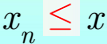 xₙ ≤ x